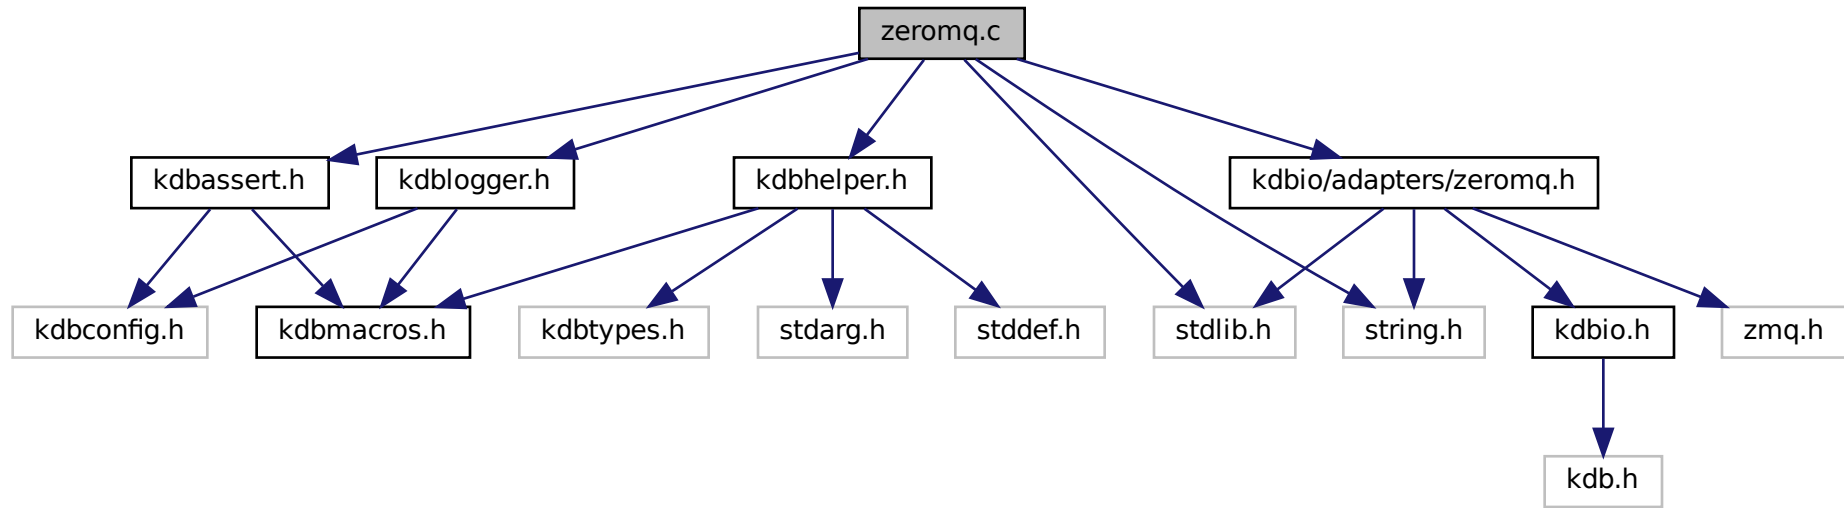 zeromq.c
kdbassert.h
kdblogger.h
kdbhelper.h
kdbio/adapters/zeromq.h
kdbconfig.h
kdbmacros.h
kdbtypes.h
stdarg.h
stddef.h
stdlib.h
string.h
kdbio.h
zmq.h
kdb.h